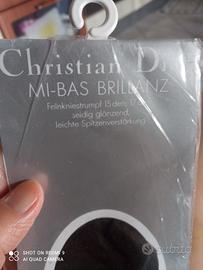 Christian Di
MI-BAS BRILLANZ
Feinkniestrumpf 15 den,
seidig glänzend,
leichte Spitzenverstärkung
SHOT ON REDMI 9
AI QUAD CAMERA
subito